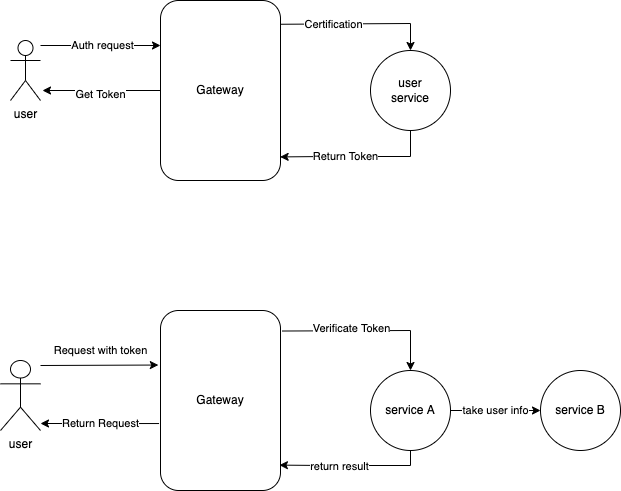 Certification
Auth request
Gateway
user
service
Get Token
user
Return Token
Verificate Token
Request with token
Gateway
service A
take user info
service B
Return Request
user
return result